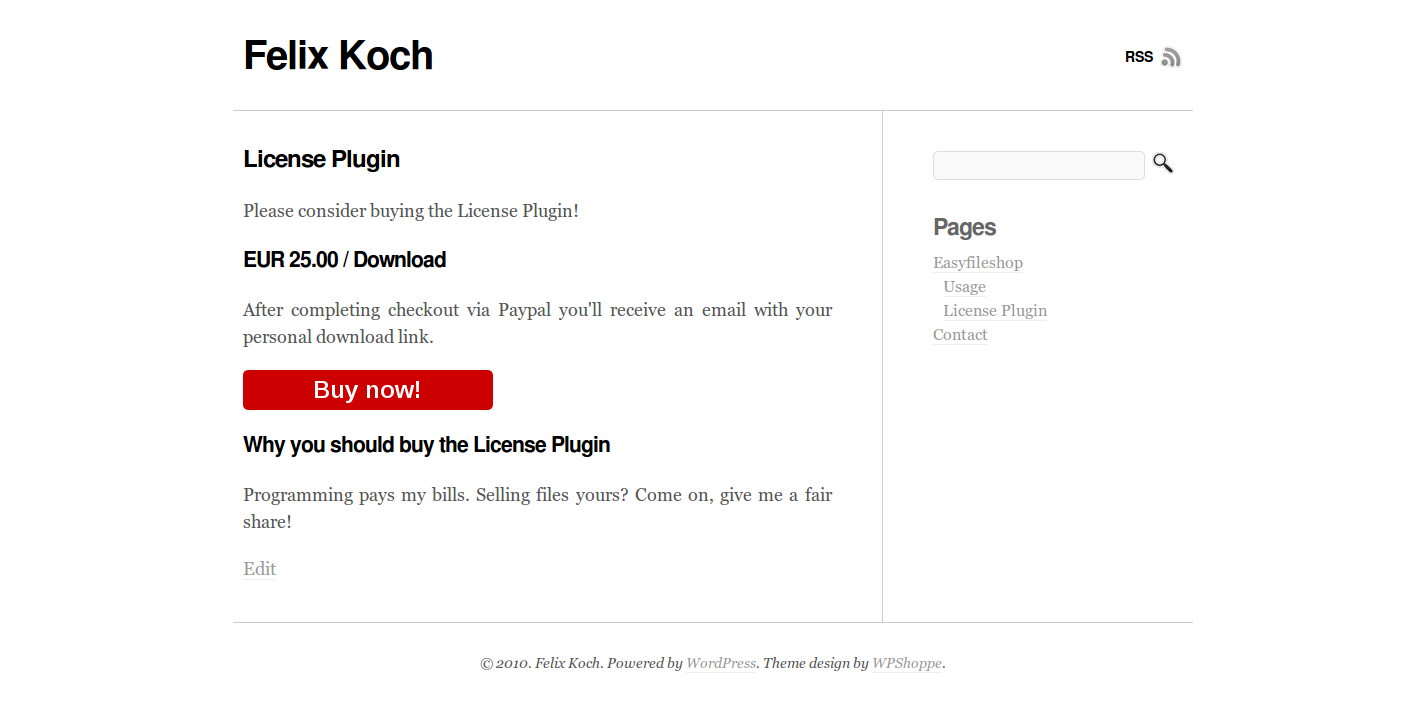 Felix Koch
RSS
License Plugin
Please consider buying the License Plugin!
EUR 25.00 / Download
After completing checkout via Paypal you'll receive an email with your
personal download link.
Buy now!
Why you should buy the License Plugin
Programming pays my bills. Selling files yours? Come on, give me a fair
share!
Edit
Pages
Easyfileshop
Usage
License Plugin
Contact
© 2010. Felix Koch. Powered by WordPress. Theme design by WPShoppe.